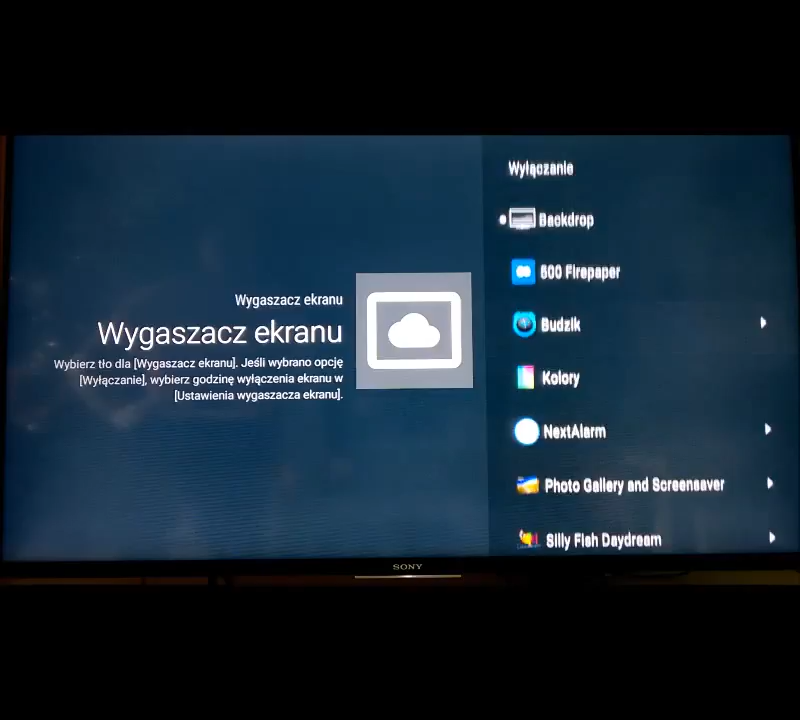 Wygaszacz ekranu
Wygaszacz ekranu
Wybierz tło dla [Wygaszacz ekranu]. Jeśli wybrano opcję
[Wyłączanie], wybierz godzinę wyłączenia ekranu w
[Ustawienia wygaszacza ekranu].
Wyłączanie
Backdrop
500 Firepaper
Budzik
Kolory
NextAlarm
Photo Gallery and Screensaver
Silly Fish Daydream
SONY